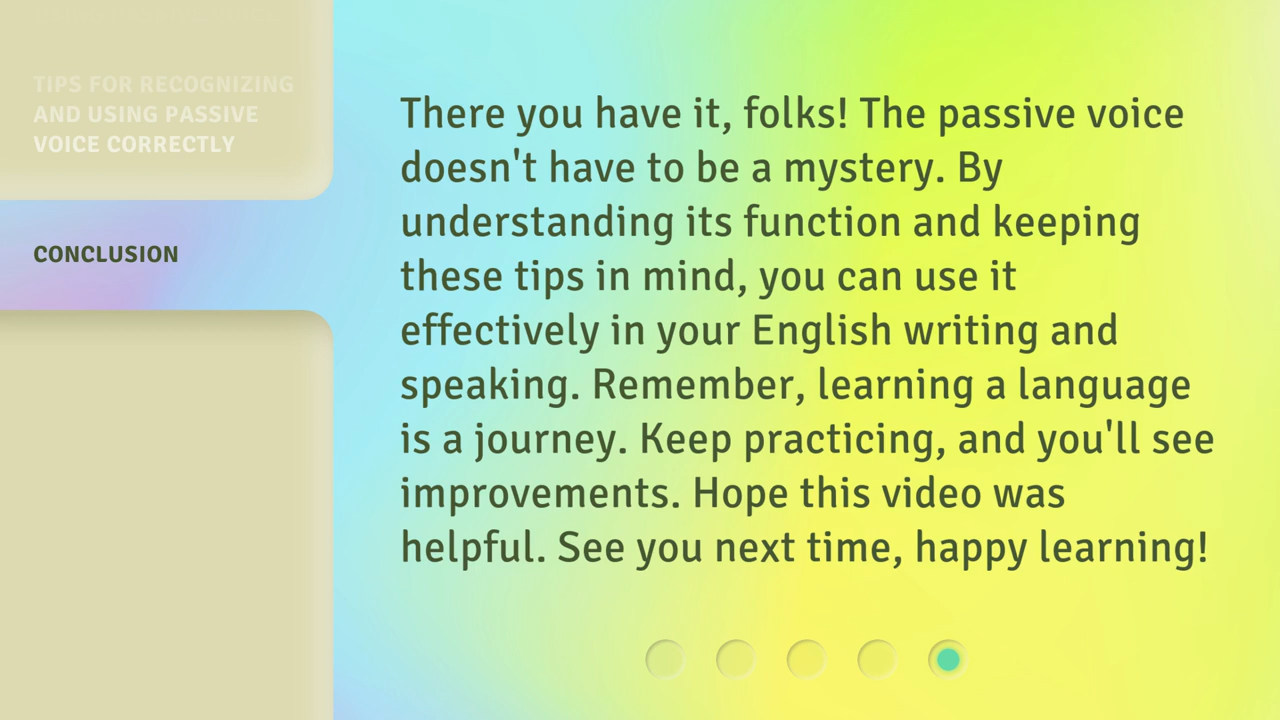 TIPS FOR RECOGNIZING
AND USING PASSIVE
VOICE CORRECTLY
CONCLUSION
There you have it, folks! The passive voice
doesn't have to be a mystery. By
understanding its function and keeping
these tips in mind, you can use it
effectively in your English writing and
speaking. Remember, learning a language
is a journey. Keep practicing, and you'll see
improvements. Hope this video was
helpful. See you next time, happy learning!